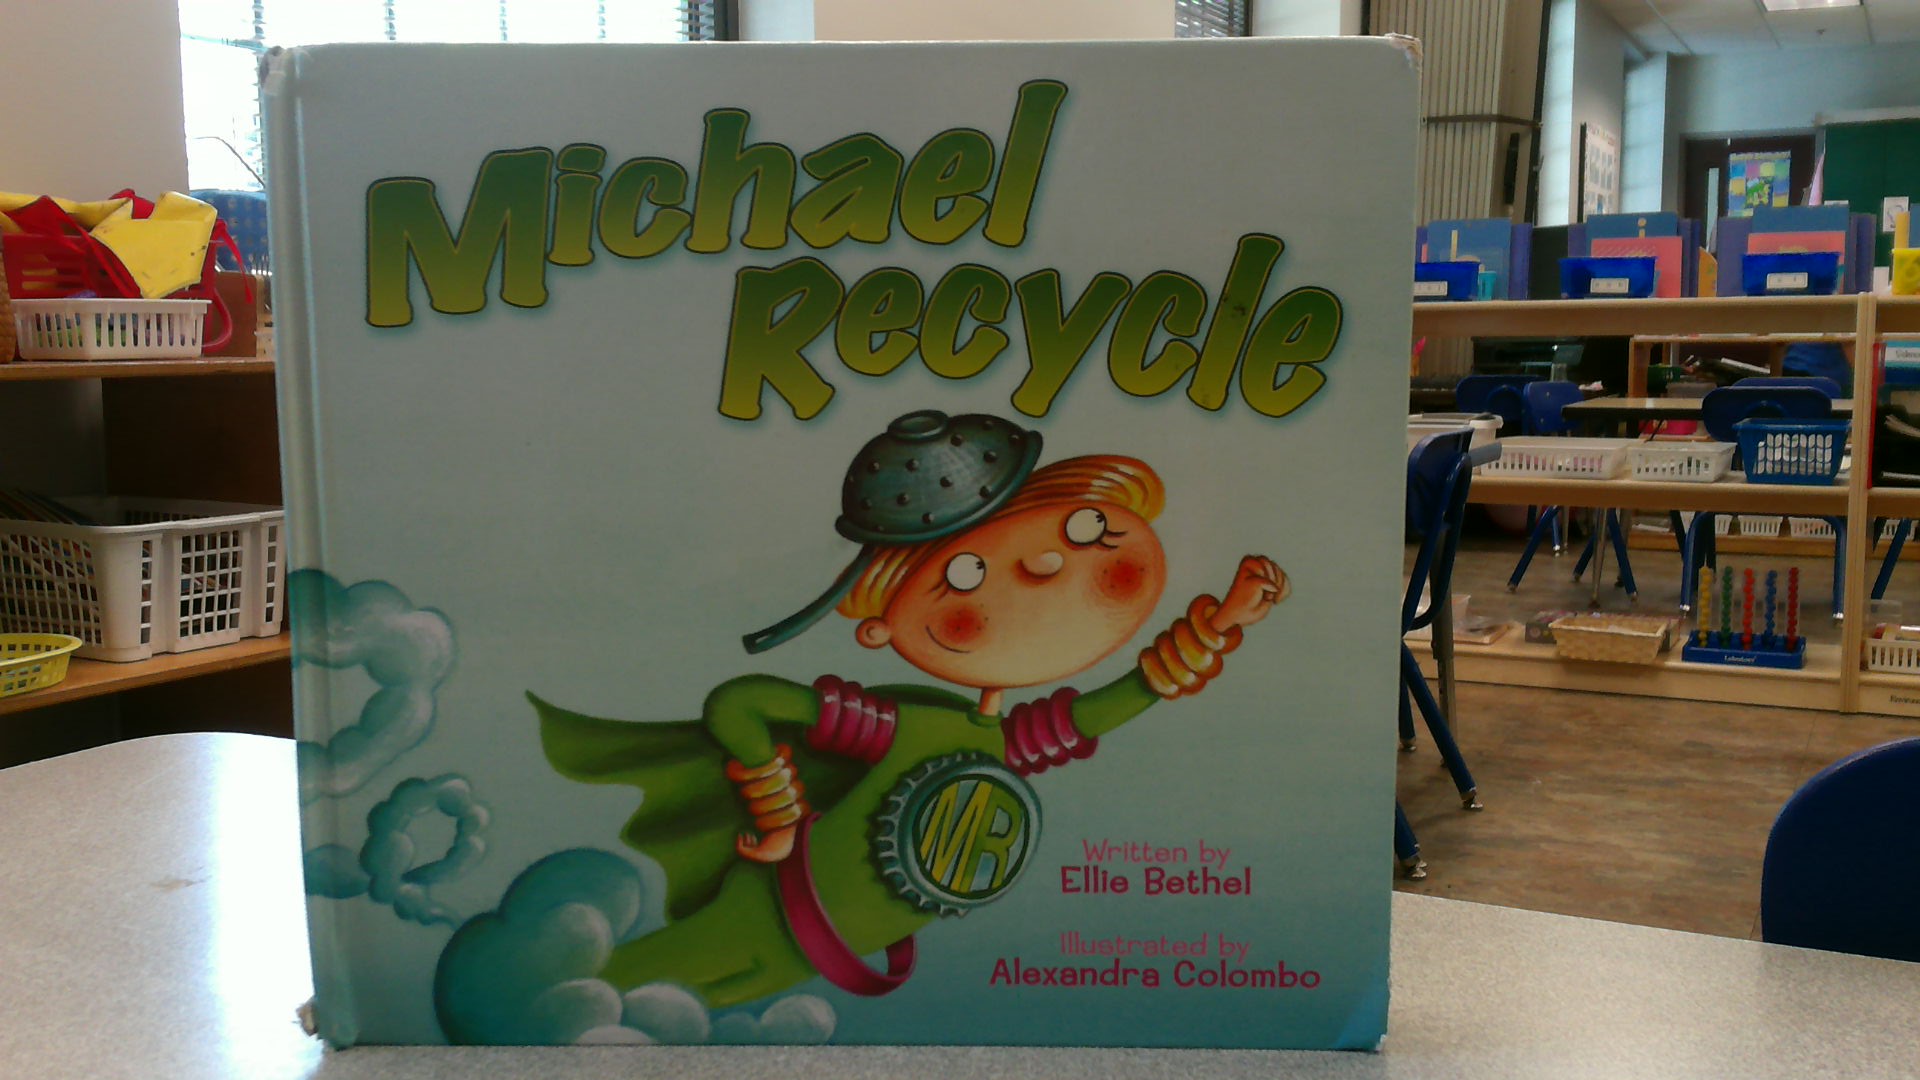 Michael
Recycle
MR
Written by
Ellie Bethel
Illustrated by
Alexandra Colombo